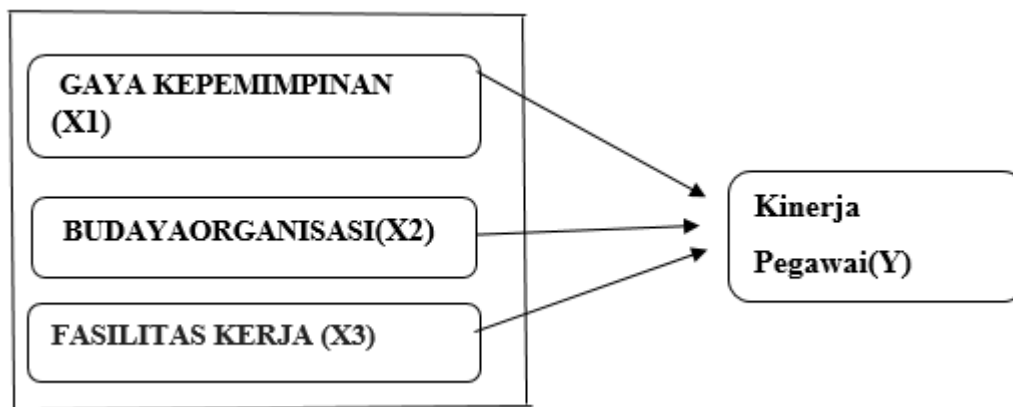 GAYA KEPEMIMPINAN
(X1)
BUDAYAORGANISASI(X2)
FASILITAS KERJA (X3)
Kinerja
Pegawai(Y)